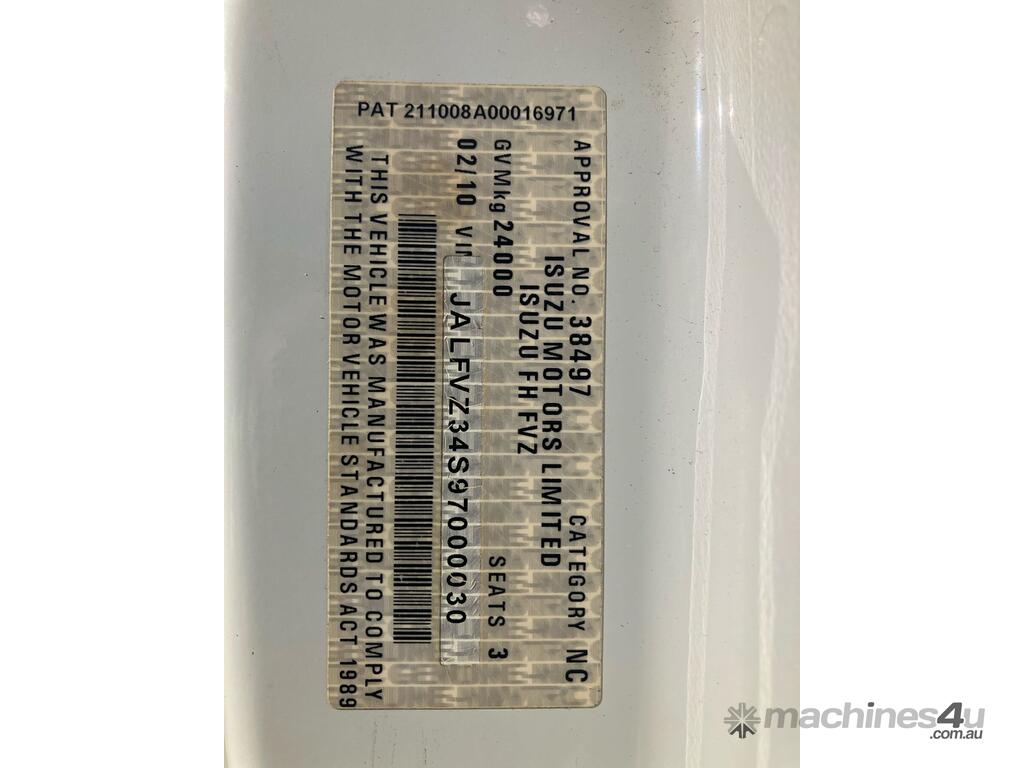 PAT 211008A00016971
APPROVAL NO. 38497 CATEGORY NC
ISUZU MOTORS LIMITED
ISUZU FH FVZ
GVMkg 24000 SEATS 3
02/10 VIN JALFVZ34S97000030
THIS VEHICLE WAS MANUFACTURED TO COMPLY
WITH THE MOTOR VEHICLE STANDARDS ACT 1989
machines4u
.com.au